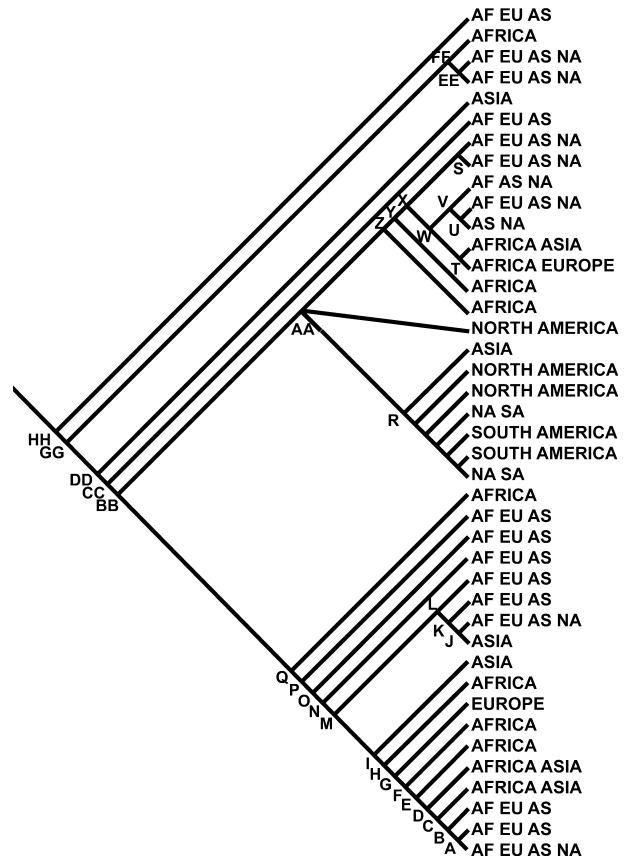 AF EU AS
AFRICA
FF
AF EU AS NA
AF EU AS NA
EE
ASIA
AF EU AS
AF EU AS NA
AF EU AS NA
S
AF AS NA
V
X
AF EU AS NA
Y
U
AS NA
Z
W
AFRICA ASIA
T
AFRICA EUROPE
AFRICA
AFRICA
AA
NORTH AMERICA
ASIA
NORTH AMERICA
NORTH AMERICA
R
NA SA
SOUTH AMERICA
HH
GG
SOUTH AMERICA
NA SA
DD
CC
BB
AFRICA
AF EU AS
AF EU AS
AF EU AS
AF EU AS
L
AF EU AS
K
AF EU AS NA
J
ASIA
ASIA
Q
P
AFRICA
O
EUROPE
N
M
AFRICA
AFRICA
I
H
AFRICA ASIA
G
F
AFRICA ASIA
E
D
AF EU AS
C
B
AF EU AS
A
AF EU AS NA